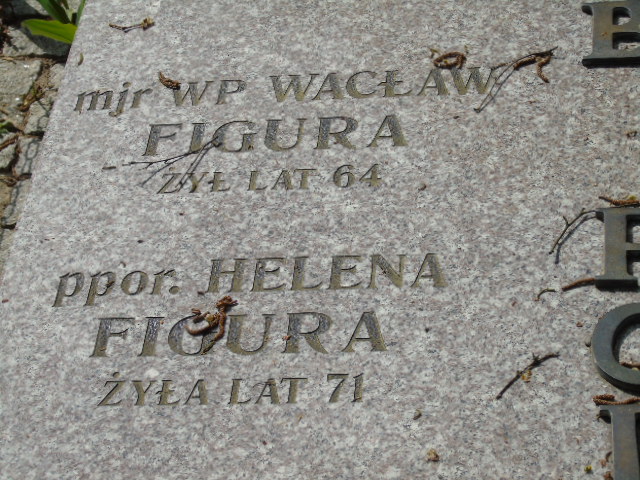 mjr WP WACŁAW
FIGURA
ŻYŁ LAT 64
ppor. HELENA
FIGURA
ŻYŁA LAT 71